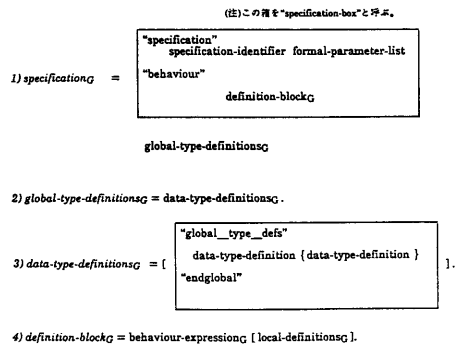 (注)この箱を"specification-box"と呼ぶ。
"specification"
specification-identifier formal-parameter-list
"behaviour"
1) specificationG =
definition-blockG
global-type-definitionsG
2) global-type-definitionsG = data-type-definitionsG .
"global__type__defs"
data-type-definition { data-type-definition }
3) data-type-definitionsG = [ ] .
"endglobal"
4) definition-blockG = behaviour-expressionG [ local-definitionsG ].